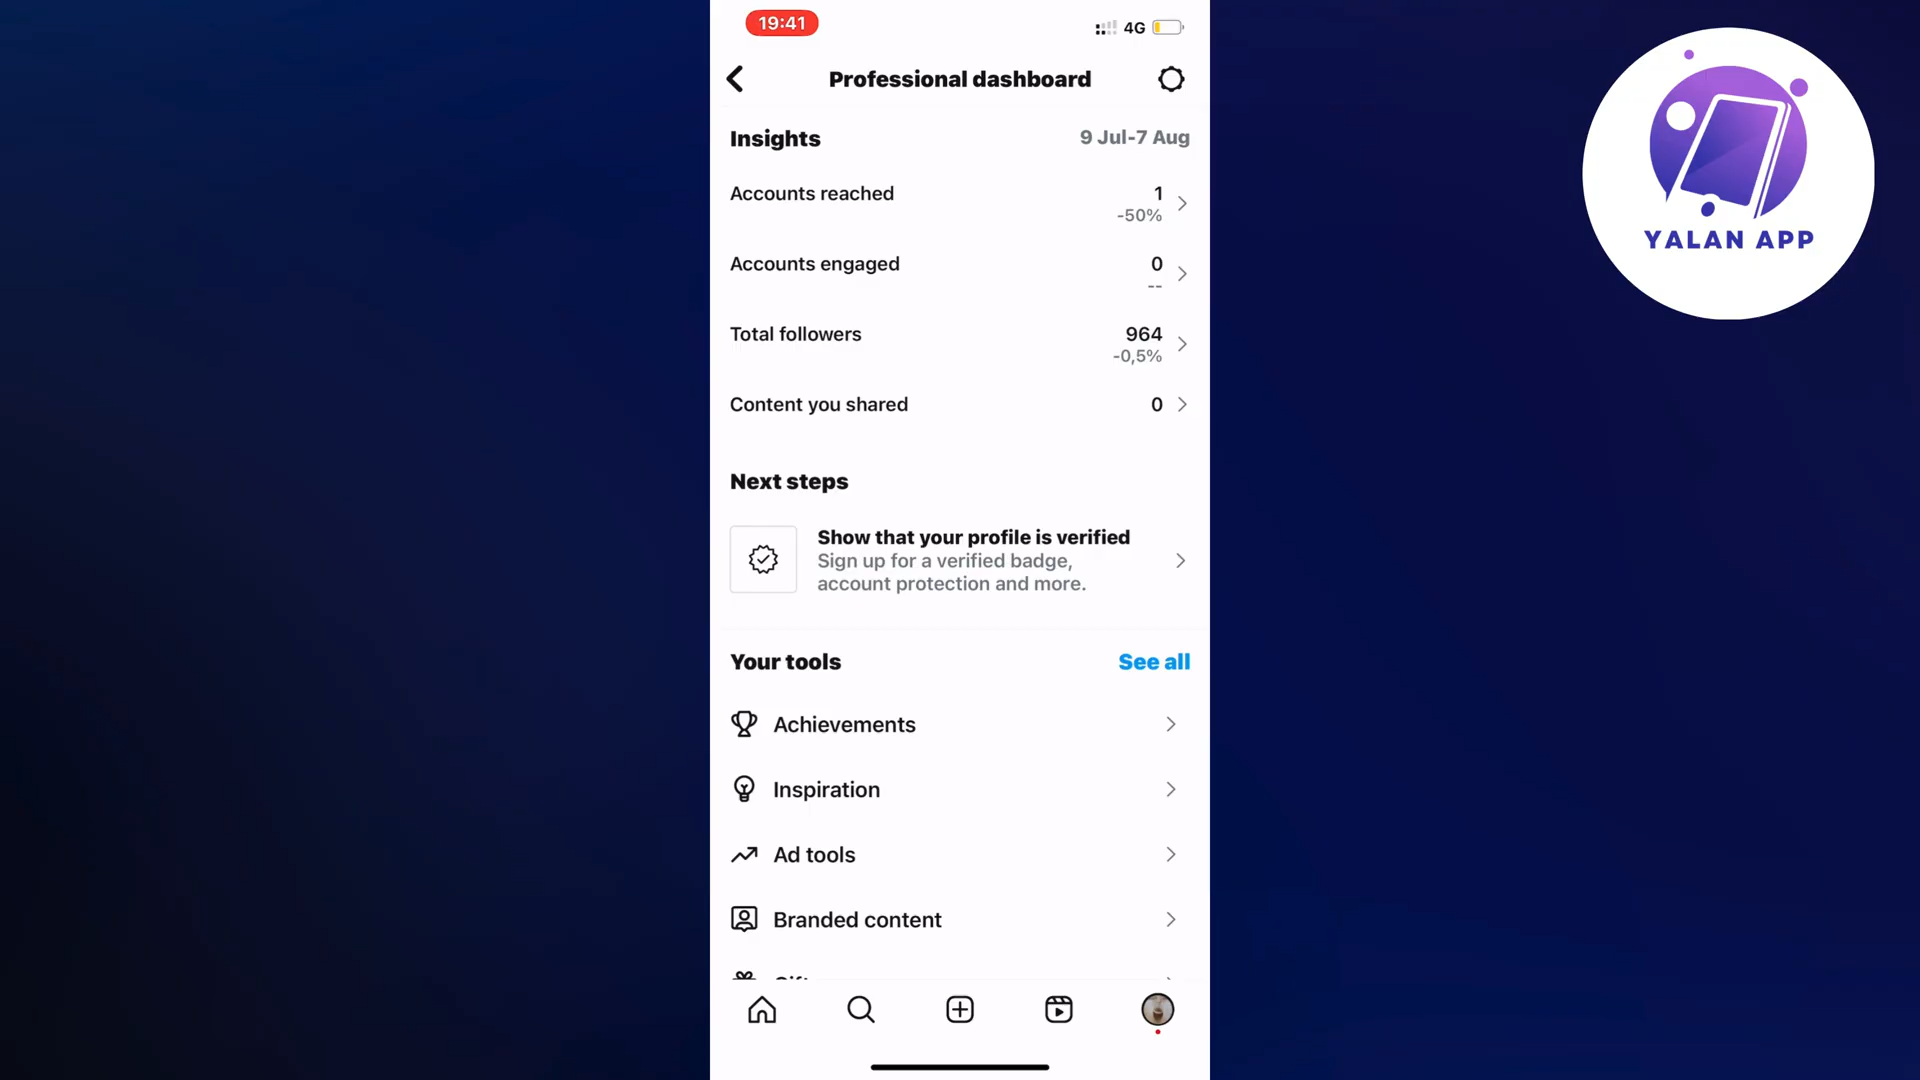 19:41
4G
Professional dashboard
Insights
9 Jul-7 Aug
Accounts reached
1
-50%
Accounts engaged
0
--
Total followers
964
-0,5%
Content you shared
0
Next steps
Show that your profile is verified
Sign up for a verified badge,
account protection and more.
Your tools
See all
Achievements
Inspiration
Ad tools
Branded content
YALAN APP